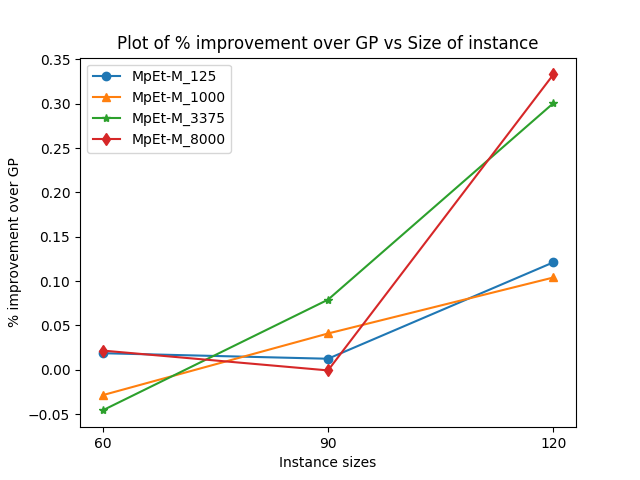 Plot of % improvement over GP vs Size of instance
MpEt-M_125
MpEt-M_1000
MpEt-M_3375
MpEt-M_8000
% improvement over GP
0.35
0.30
0.25
0.20
0.15
0.10
0.05
0.00
−0.05
60
90
120
Instance sizes